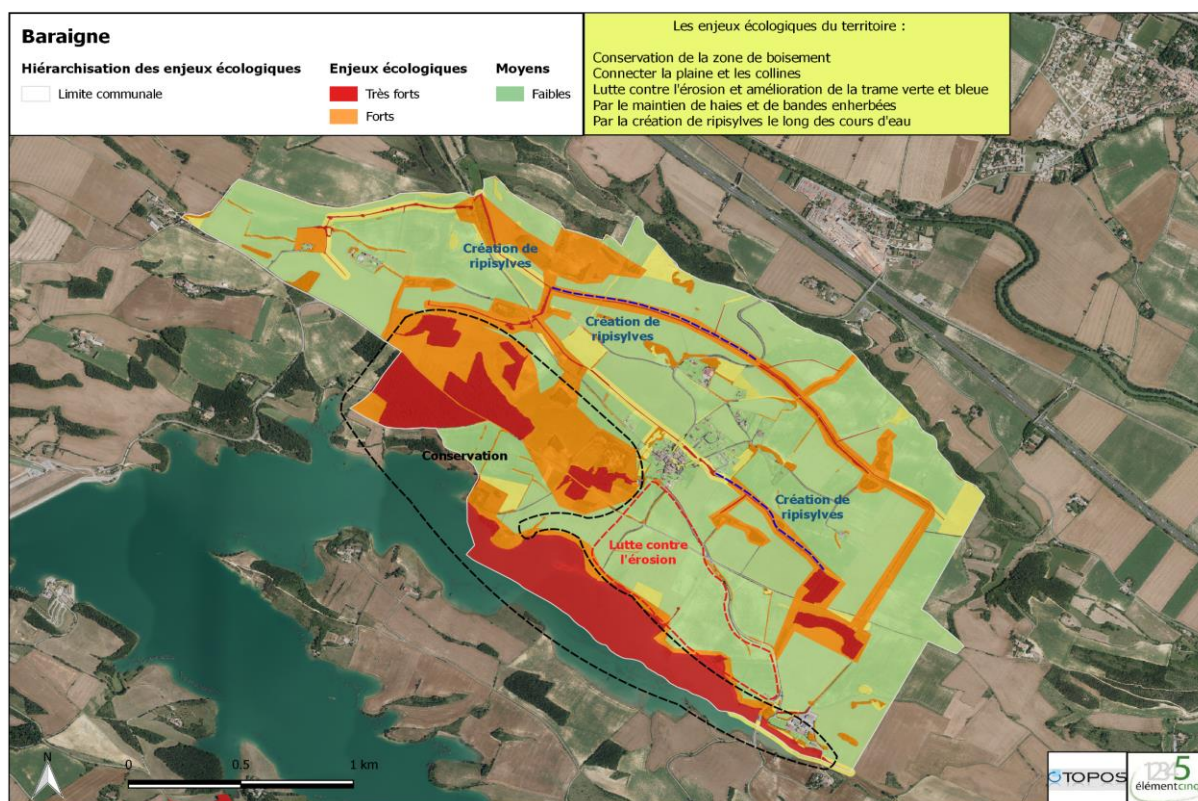 Baraigne
Hiérarchisation des enjeux écologiques
Limite communale
Enjeux écologiques
Très forts
Forts
Moyens
Faibles
Les enjeux écologiques du territoire :
Conservation de la zone de boisement
Connecter la plaine et les collines
Lutte contre l'érosion et amélioration de la trame verte et bleue
Par le maintien de haies et de bandes enherbées
Par la création de ripisylves le long des cours d'eau
Création de
ripisylves
Création de
ripisylves
Conservation
Création de
ripisylves
Lutte contre
l'érosion
N
0
0.5
1 km
TOPOS
12345
élémentcinq